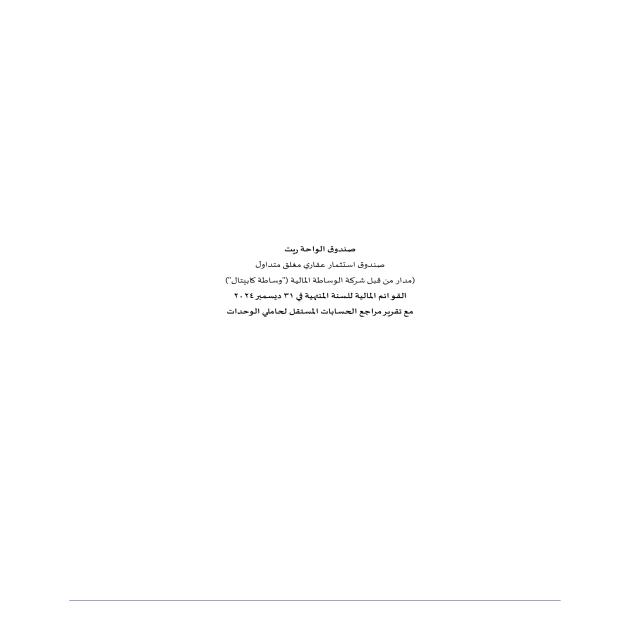 صندوق الواحة ريت
صندوق استثمار عقاري مغلق متداول
(مدار من قبل شركة الوساطة المالية ("وساطة كابيتال")
القوائم المالية للسنة المنتهية في ٣١ ديسمبر ٢٠٢٤
مع تقرير مراجع الحسابات المستقل لحاملي الوحدات